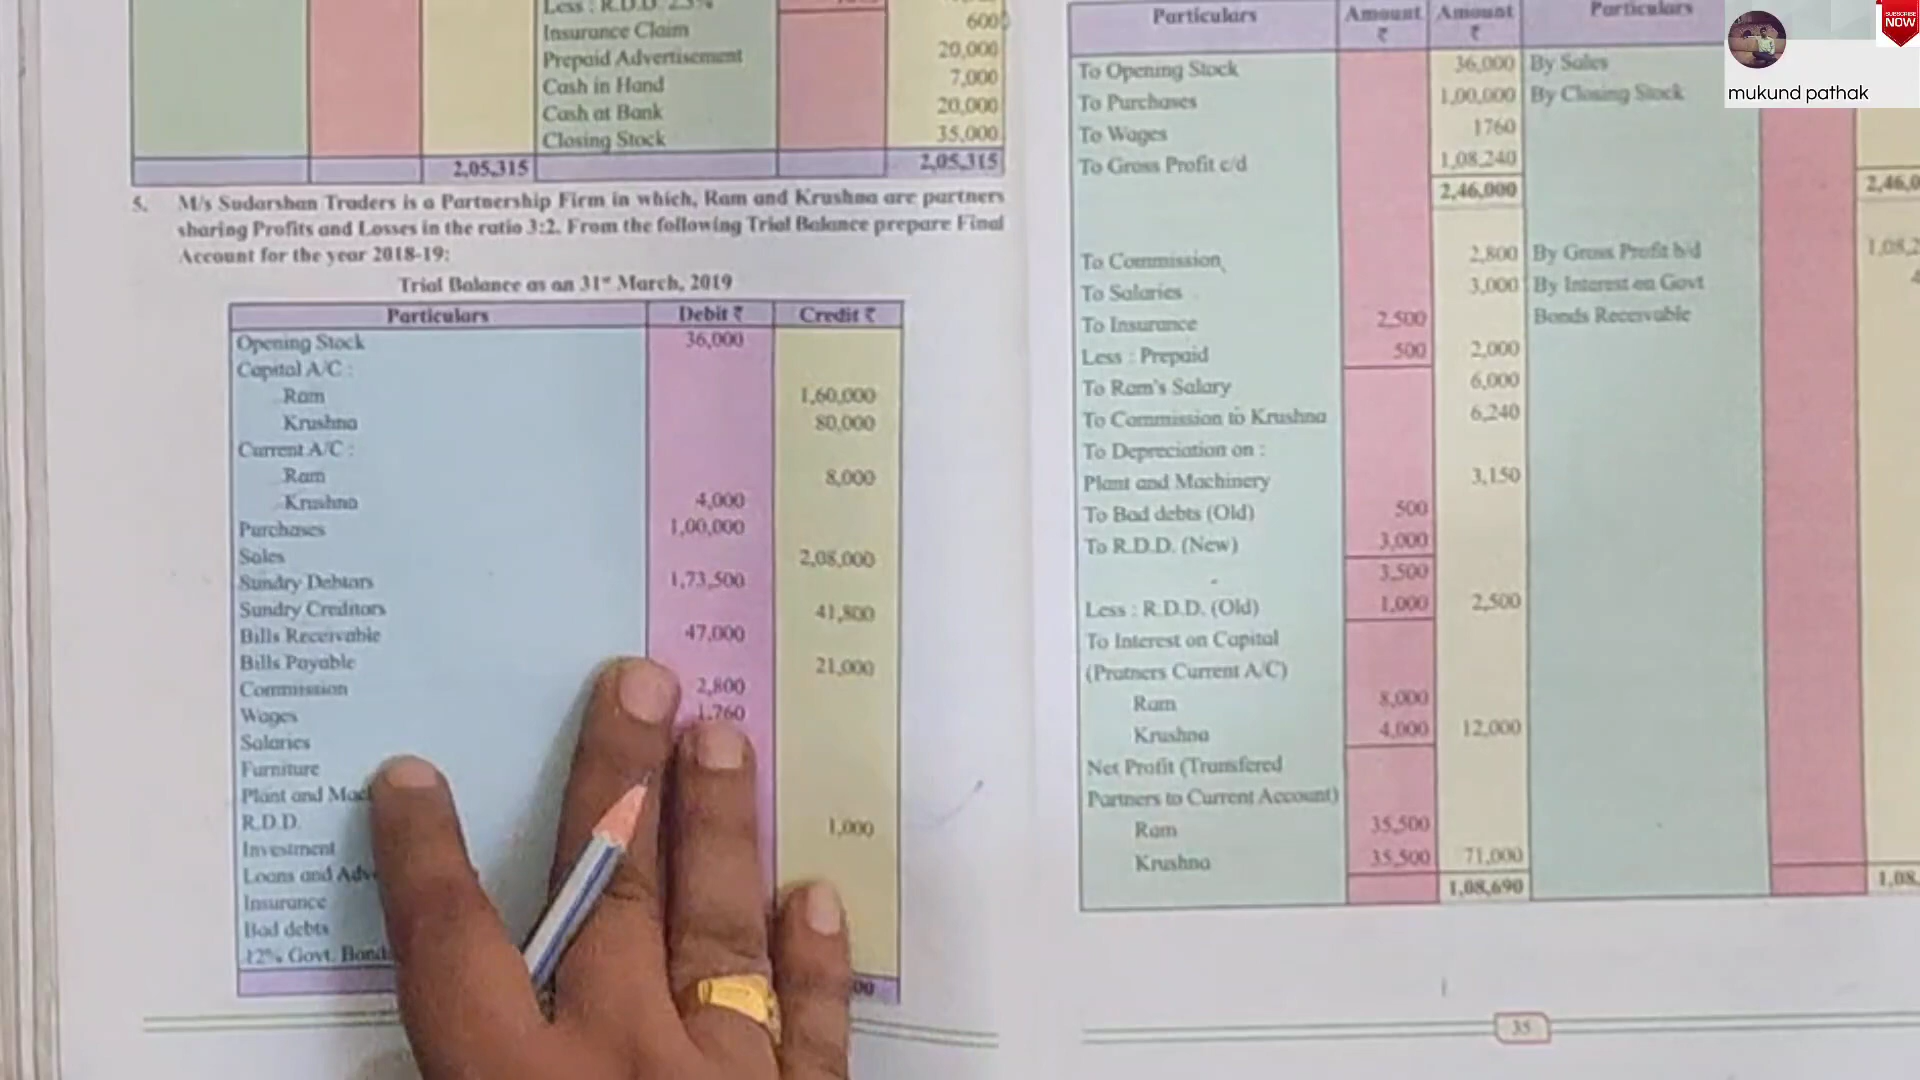 Less : R.D.D. 2.5%
Insurance Claim 600
Prepaid Advertisement 20,000
Cash in Hand 7,000
Cash at Bank 20,000
Closing Stock 35,000
2,05,315 2,05,315
5. M/s Sudarshan Traders is a Partnership Firm in which, Ram and Krushna are partners
sharing Profits and Losses in the ratio 3:2. From the following Trial Balance prepare Final
Account for the year 2018-19:
Trial Balance as on 31st March, 2019
Particulars Debit ₹ Credit ₹
Opening Stock 36,000
Capital A/C :
Ram 1,60,000
Krushna 80,000
Current A/C :
Ram 8,000
Krushna 4,000
Purchases 1,00,000
Sales 2,08,000
Sundry Debtors 1,73,500
Sundry Creditors 41,800
Bills Receivable 47,000
Bills Payable 21,000
Commission 2,800
Wages 1,760
Salaries
Furniture
Plant and
R.D.D. 1,000
Investment
Loans and
Insurance
Bad debts
12% Govt. Bond
Particulars Amount ₹ Amount ₹ Particulars
To Opening Stock 36,000 By Sales
To Purchases 1,00,000 By Closing Stock
To Wages 1760
To Gross Profit c/d 1,08,240
2,46,000 2,46,0
To Commission 2,800 By Gross Profit b/d 1,08,2
To Salaries 3,000 By Interest on Govt 4
To Insurance 2,500 Bonds Receivable
Less : Prepaid 500 2,000
To Ram's Salary 6,000
To Commission to Krushna 6,240
To Depreciation on :
Plant and Machinery 3,150
To Bad debts (Old) 500
To R.D.D. (New) 3,000
3,500
Less : R.D.D. (Old) 1,000 2,500
To Interest on Capital
(Pratners Current A/C)
Ram 8,000
Krushna 4,000 12,000
Net Profit (Transfered
Partners to Current Account)
Ram 35,500
Krushna 35,500 71,000
1,08,690 1,08,
35
SUBSCRIBE
NOW
mukund pathak